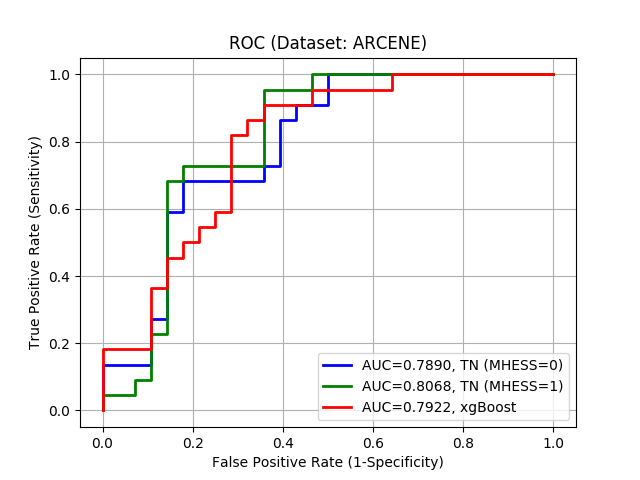 ROC (Dataset: ARCENE)
True Positive Rate (Sensitivity)
1.0
0.8
0.6
0.4
0.2
0.0
AUC=0.7890, TN (MHESS=0)
AUC=0.8068, TN (MHESS=1)
AUC=0.7922, xgBoost
0.0 0.2 0.4 0.6 0.8 1.0
False Positive Rate (1-Specificity)